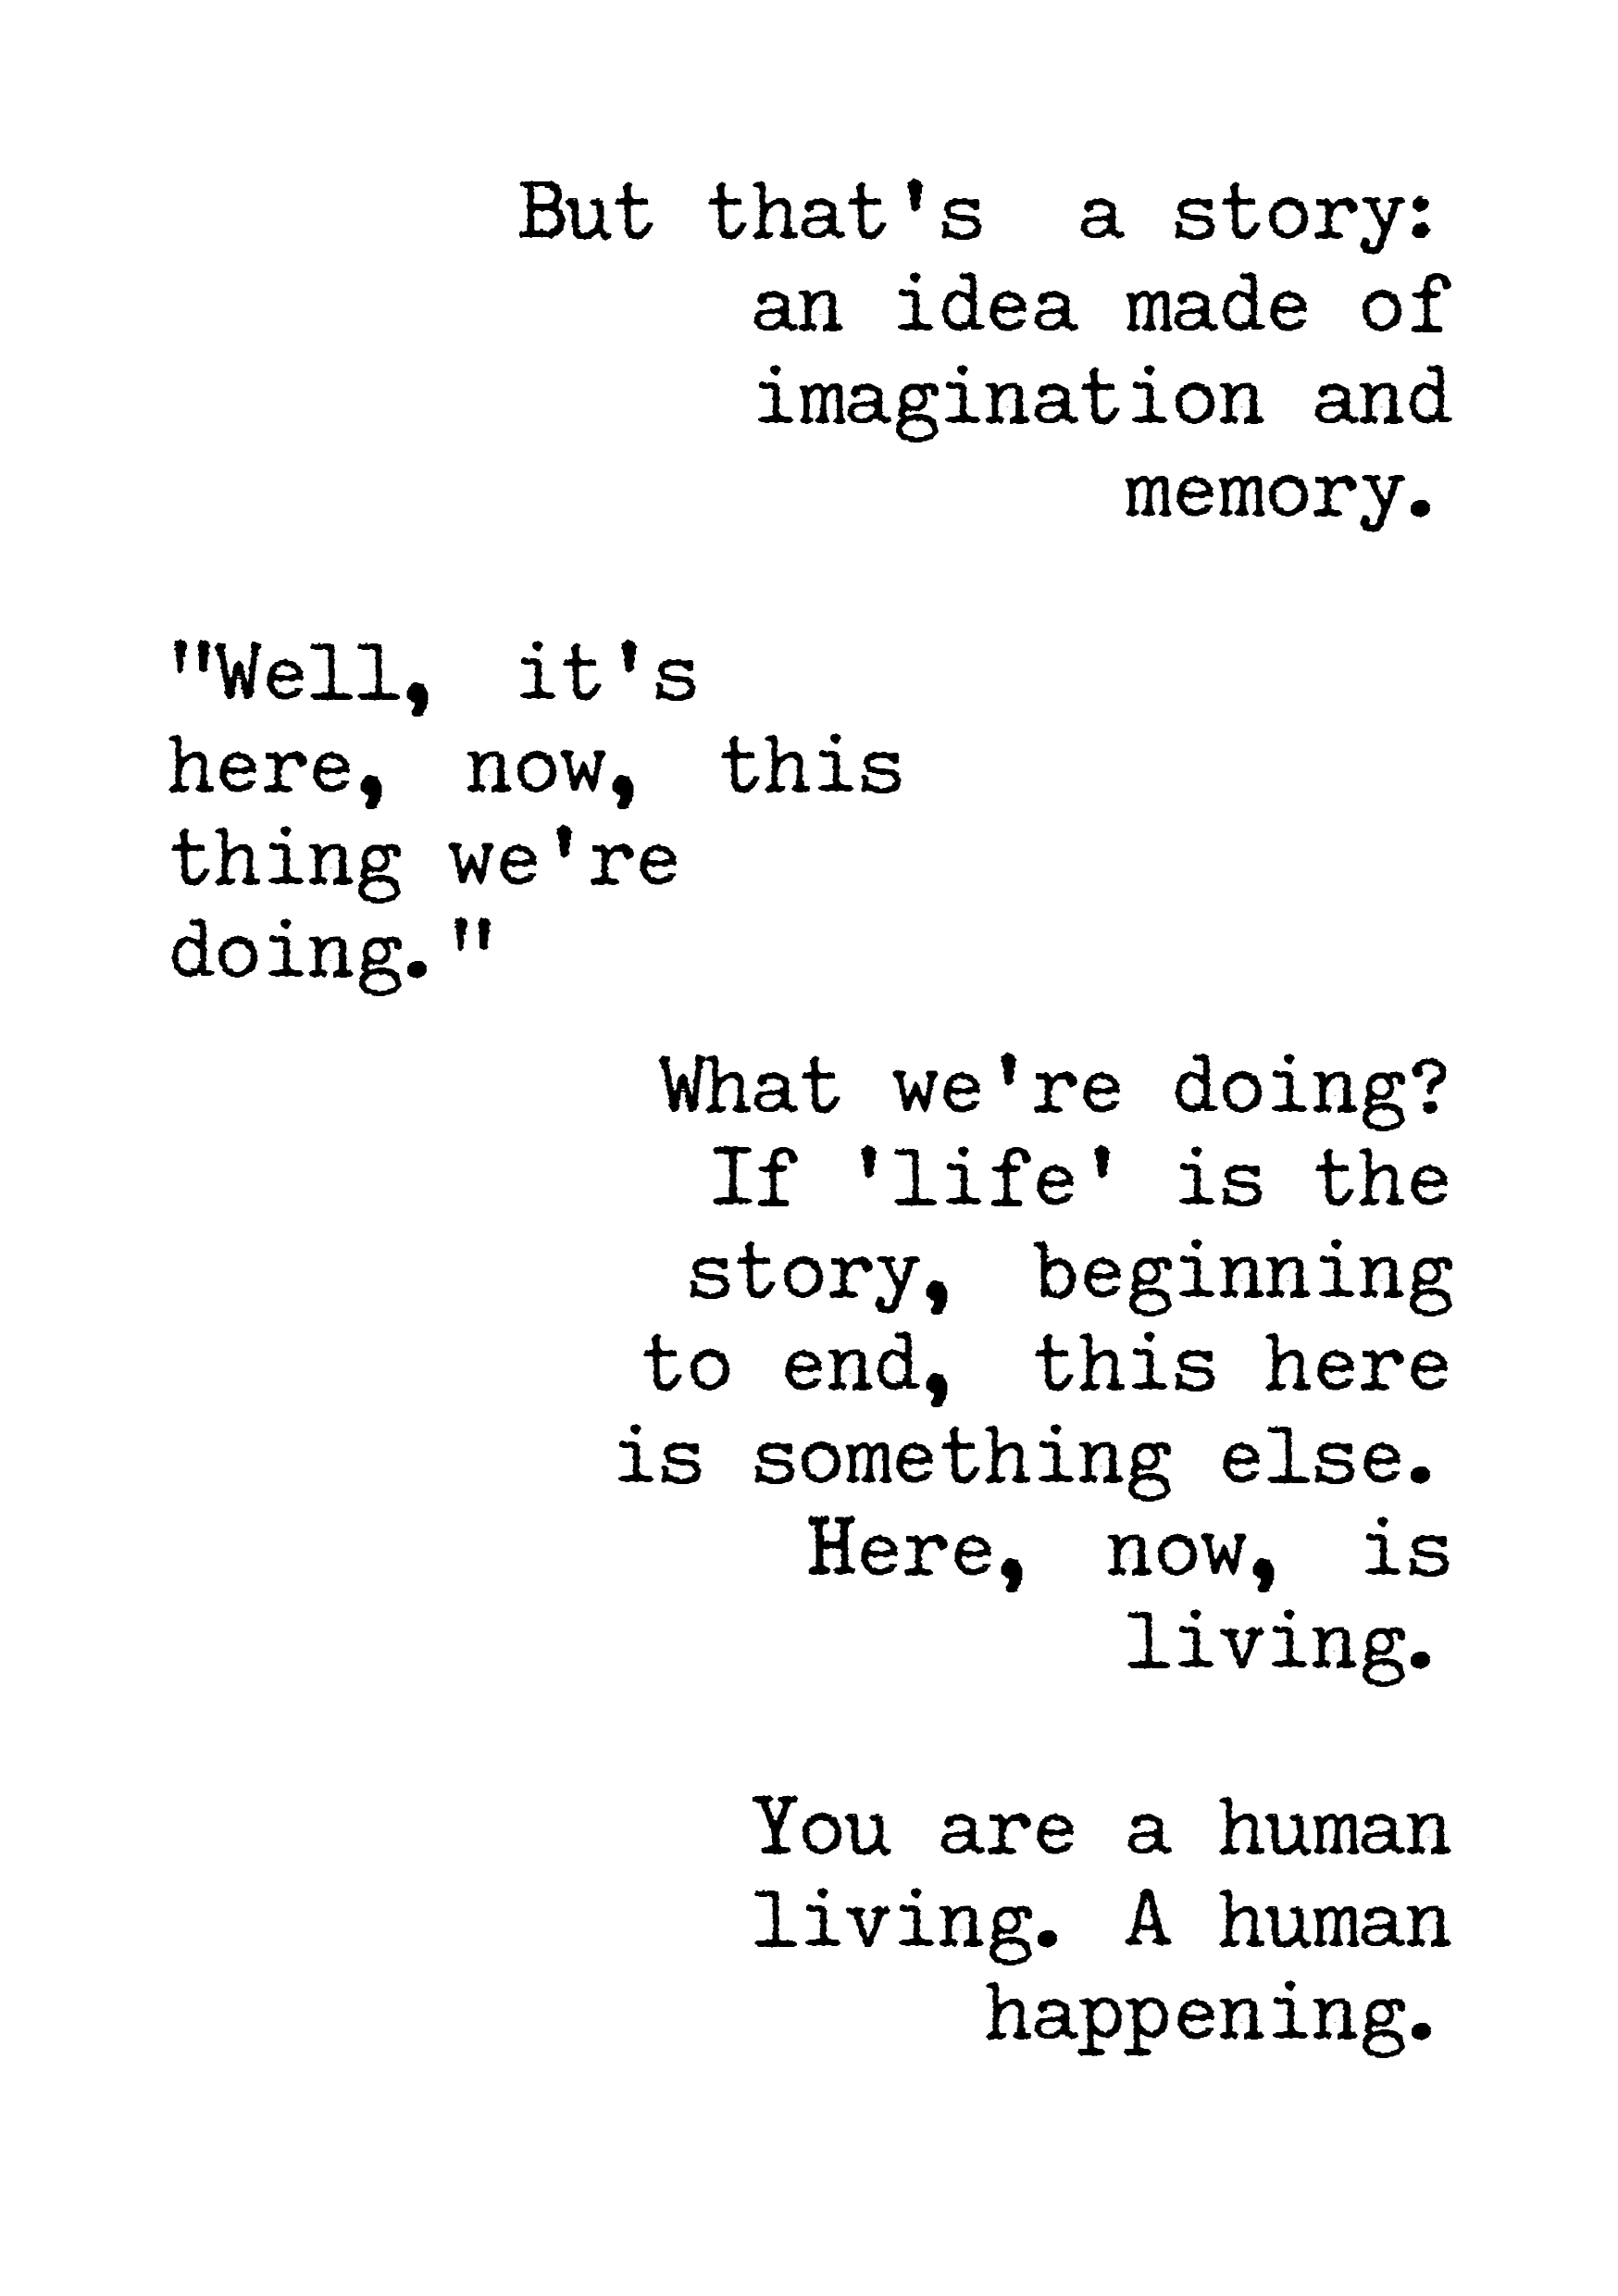 But that's a story:
an idea made of
imagination and
memory.
"Well, it's
here, now, this
thing we're
doing."
What we're doing?
If 'life' is the
story, beginning
to end, this here
is something else.
Here, now, is
living.
You are a human
living. A human
happening.